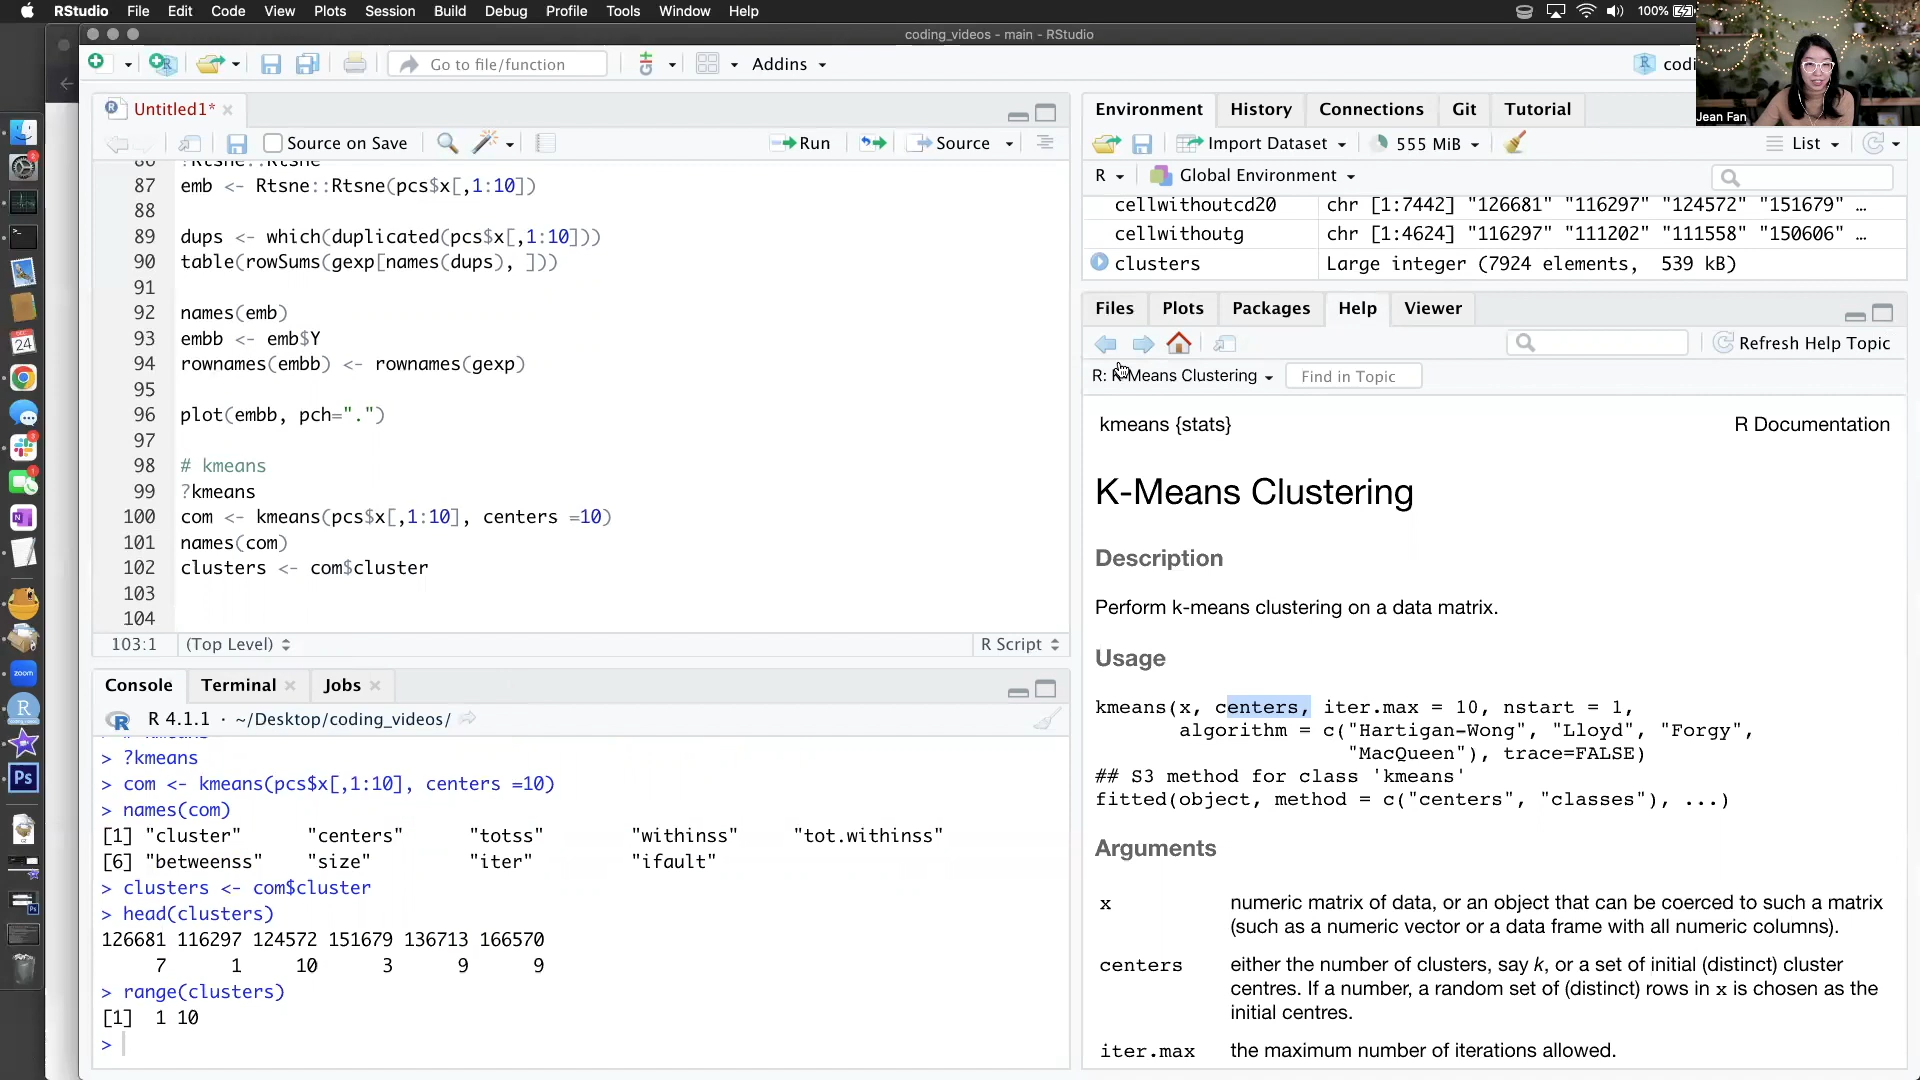 RStudio File Edit Code View Plots Session Build Debug Profile Tools Window Help 100%
coding_videos - main - RStudio
Go to file/function Addins codi
Jean Fan
Untitled1*
Source on Save Run Source
86 ?Rtsne::Rtsne
87 emb <- Rtsne::Rtsne(pcs$x[,1:10])
88
89 dups <- which(duplicated(pcs$x[,1:10]))
90 table(rowSums(gexp[names(dups), ]))
91
92 names(emb)
93 embb <- emb$Y
94 rownames(embb) <- rownames(gexp)
95
96 plot(embb, pch=".")
97
98 # kmeans
99 ?kmeans
100 com <- kmeans(pcs$x[,1:10], centers =10)
101 names(com)
102 clusters <- com$cluster
103
104
103:1 (Top Level) R Script
Console Terminal Jobs
R 4.1.1 · ~/Desktop/coding_videos/
> # kmeans
> ?kmeans
> com <- kmeans(pcs$x[,1:10], centers =10)
> names(com)
[1] "cluster" "centers" "totss" "withinss" "tot.withinss"
[6] "betweenss" "size" "iter" "ifault"
> clusters <- com$cluster
> head(clusters)
126681 116297 124572 151679 136713 166570
7 1 10 3 9 9
> range(clusters)
[1] 1 10
>
Environment History Connections Git Tutorial
Import Dataset 555 MiB List
R Global Environment
cellwithoutcd20 chr [1:7442] "126681" "116297" "124572" "151679" …
cellwithoutg chr [1:4624] "116297" "111202" "111558" "150606" …
clusters Large integer (7924 elements, 539 kB)
Files Plots Packages Help Viewer
Refresh Help Topic
R: K-Means Clustering Find in Topic
kmeans {stats} R Documentation
K-Means Clustering
Description
Perform k-means clustering on a data matrix.
Usage
kmeans(x, centers, iter.max = 10, nstart = 1,
algorithm = c("Hartigan-Wong", "Lloyd", "Forgy",
"MacQueen"), trace=FALSE)
## S3 method for class 'kmeans'
fitted(object, method = c("centers", "classes"), ...)
Arguments
x numeric matrix of data, or an object that can be coerced to such a matrix
(such as a numeric vector or a data frame with all numeric columns).
centers either the number of clusters, say k, or a set of initial (distinct) cluster
centres. If a number, a random set of (distinct) rows in x is chosen as the
initial centres.
iter.max the maximum number of iterations allowed.
DEC
24
zoom
R
Ps